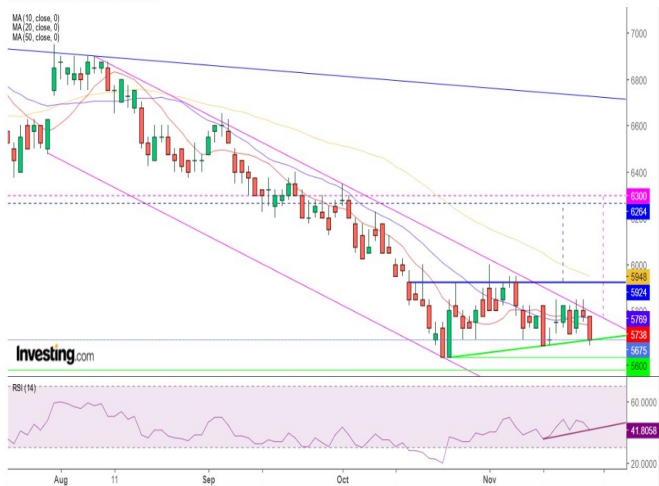 MA (10, close, 0)
MA (20, close, 0)
MA (50, close, 0)
7000
6800
6600
6400
6300
6264
6000
5948
5924
5769
5738
5675
5600
Investing.com
RSI (14)
60.0000
41.8058
20.0000
Aug
11
Sep
Oct
Nov